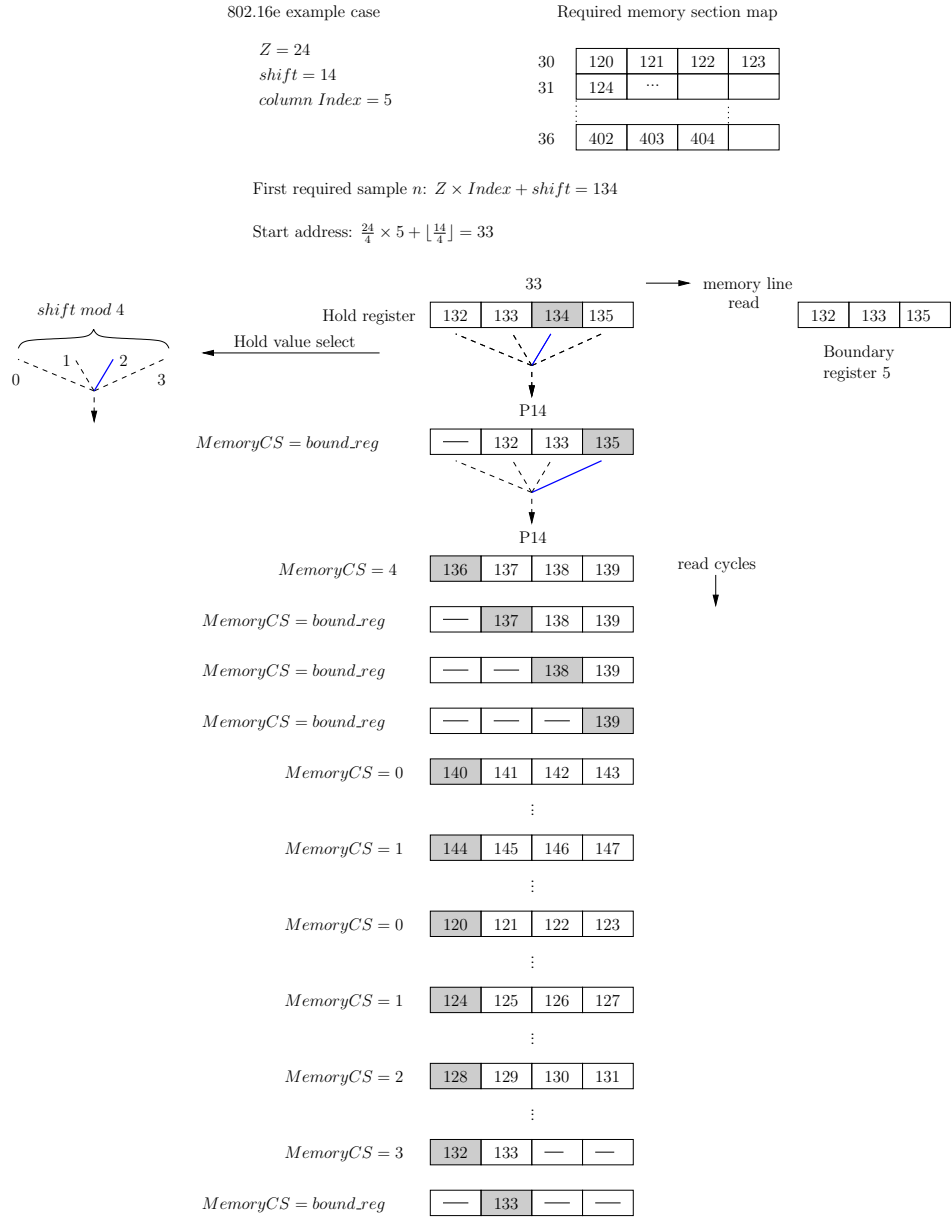 802.16e example case
Required memory section map
Z = 24
shift = 14
column Index = 5
30 120 121 122 123
31 124 ...
36 402 403 404
First required sample n: Z × Index + shift = 134
Start address: 24/4 × 5 + ⌊14/4⌋ = 33
33
memory line read
shift mod 4
Hold register 132 133 134 135
132 133 135
Hold value select
Boundary register 5
0 1 2 3
P14
MemoryCS = bound_reg — 132 133 135
P14
MemoryCS = 4 136 137 138 139
read cycles
MemoryCS = bound_reg — 137 138 139
MemoryCS = bound_reg — — 138 139
MemoryCS = bound_reg — — — 139
MemoryCS = 0 140 141 142 143
⋮
MemoryCS = 1 144 145 146 147
⋮
MemoryCS = 0 120 121 122 123
⋮
MemoryCS = 1 124 125 126 127
⋮
MemoryCS = 2 128 129 130 131
⋮
MemoryCS = 3 132 133 — —
MemoryCS = bound_reg — 133 — —